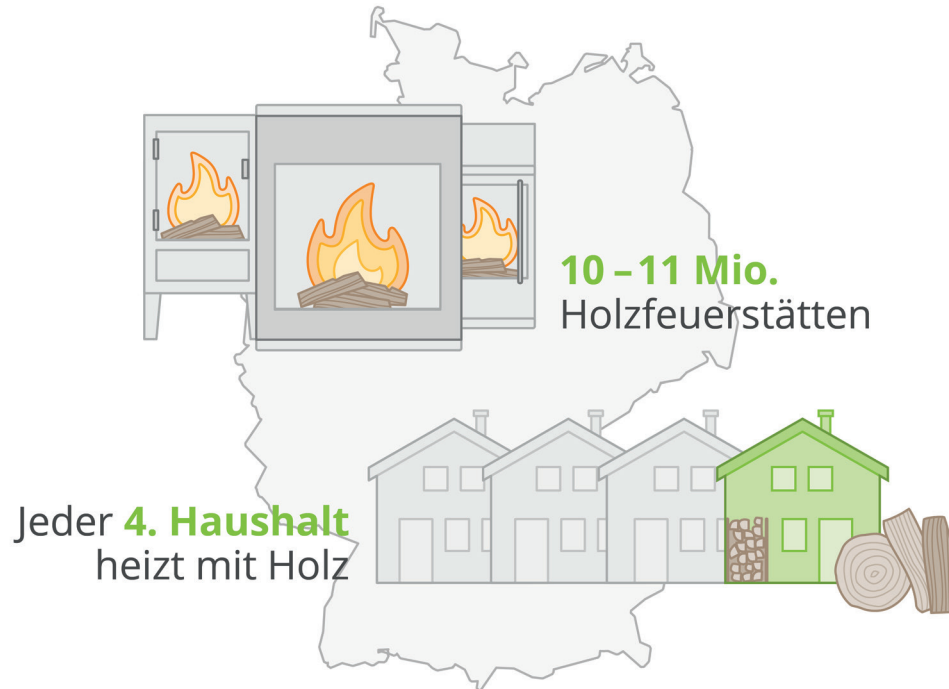 10 – 11 Mio.
Holzfeuerstätten
Jeder 4. Haushalt
heizt mit Holz